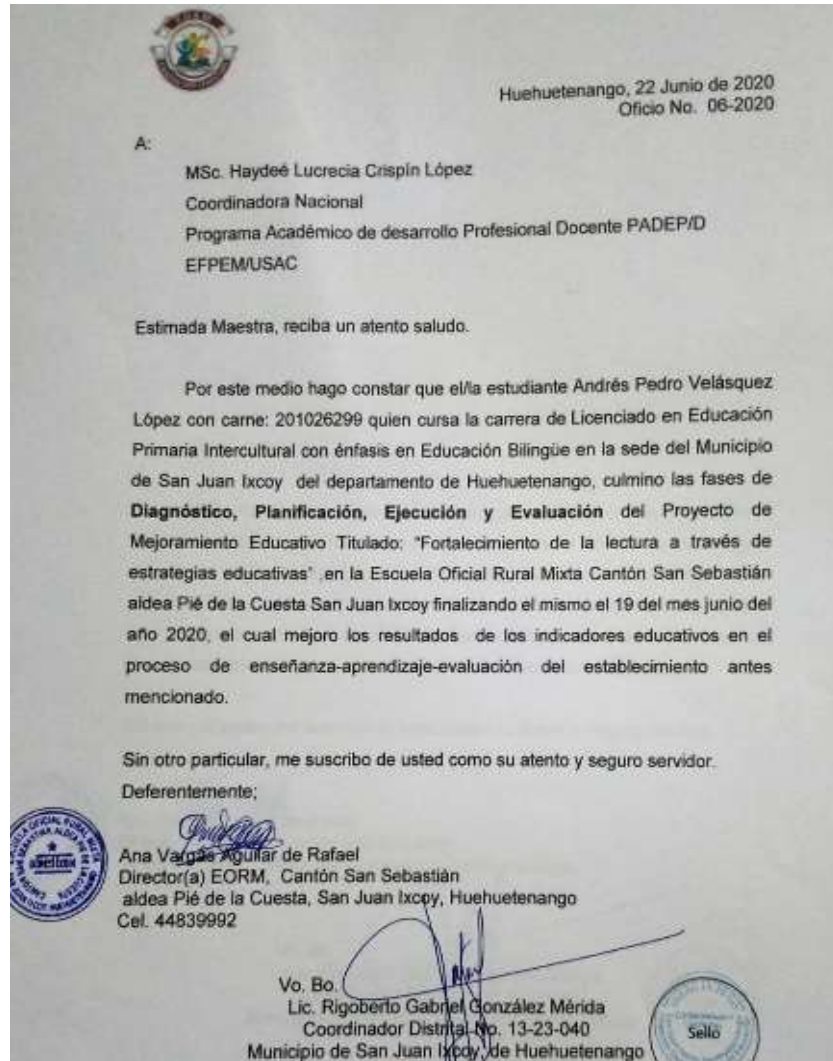 Huehuetenango, 22 Junio de 2020
Oficio No. 06-2020
A:
MSc. Haydeé Lucrecia Crispín López
Coordinadora Nacional
Programa Académico de desarrollo Profesional Docente PADEP/D
EFPEM/USAC
Estimada Maestra, reciba un atento saludo.
Por este medio hago constar que el/la estudiante Andrés Pedro Velásquez
López con carne: 201026299 quien cursa la carrera de Licenciado en Educación
Primaria Intercultural con énfasis en Educación Bilingüe en la sede del Municipio
de San Juan Ixcoy del departamento de Huehuetenango, culmino las fases de
Diagnóstico, Planificación, Ejecución y Evaluación del Proyecto de
Mejoramiento Educativo Titulado: "Fortalecimiento de la lectura a través de
estrategias educativas" ,en la Escuela Oficial Rural Mixta Cantón San Sebastián
aldea Pié de la Cuesta San Juan Ixcoy finalizando el mismo el 19 del mes junio del
año 2020, el cual mejoro los resultados de los indicadores educativos en el
proceso de enseñanza-aprendizaje-evaluación del establecimiento antes
mencionado.
Sin otro particular, me suscribo de usted como su atento y seguro servidor.
Deferentemente;
Ana Vargas Aguilar de Rafael
Director(a) EORM, Cantón San Sebastián
aldea Pié de la Cuesta, San Juan Ixcoy, Huehuetenango
Cel. 44839992
Vo. Bo.
Lic. Rigoberto Gabriel González Mérida
Coordinador Distrital No. 13-23-040
Municipio de San Juan Ixcoy, de Huehuetenango
Sello